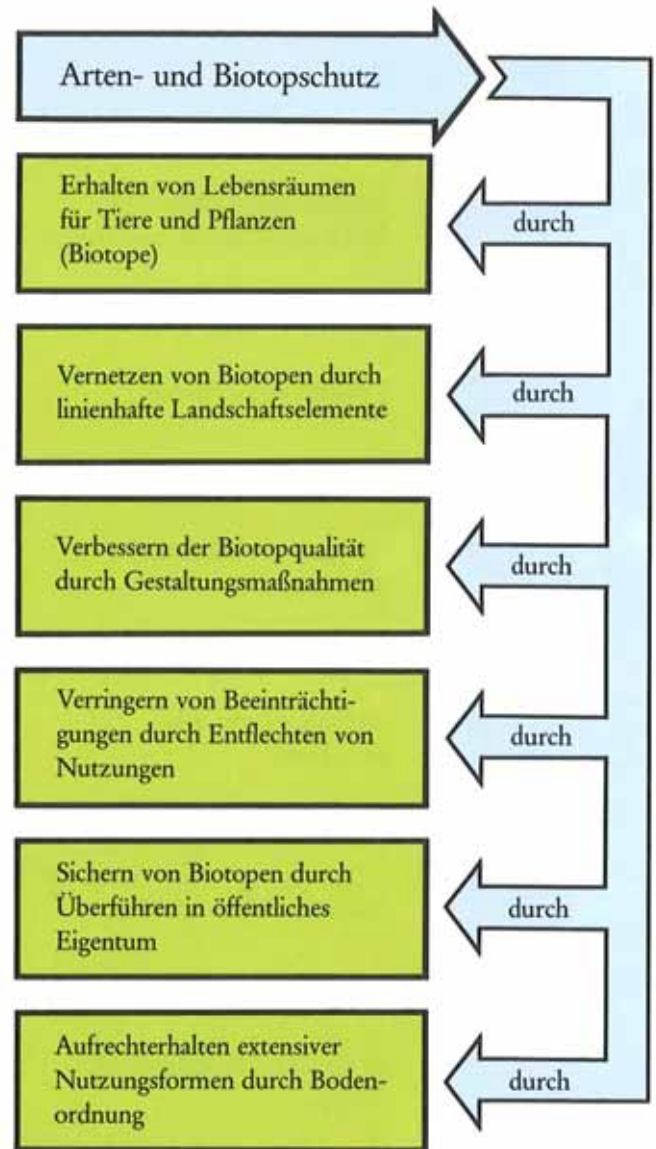 Arten- und Biotopschutz
Erhalten von Lebensräumen
für Tiere und Pflanzen
(Biotope)
durch
Vernetzen von Biotopen durch
linienhafte Landschaftselemente
durch
Verbessern der Biotopqualität
durch Gestaltungsmaßnahmen
durch
Verringern von Beeinträchti-
gungen durch Entflechten von
Nutzungen
durch
Sichern von Biotopen durch
Überführen in öffentliches
Eigentum
durch
Aufrechterhalten extensiver
Nutzungsformen durch Boden-
ordnung
durch